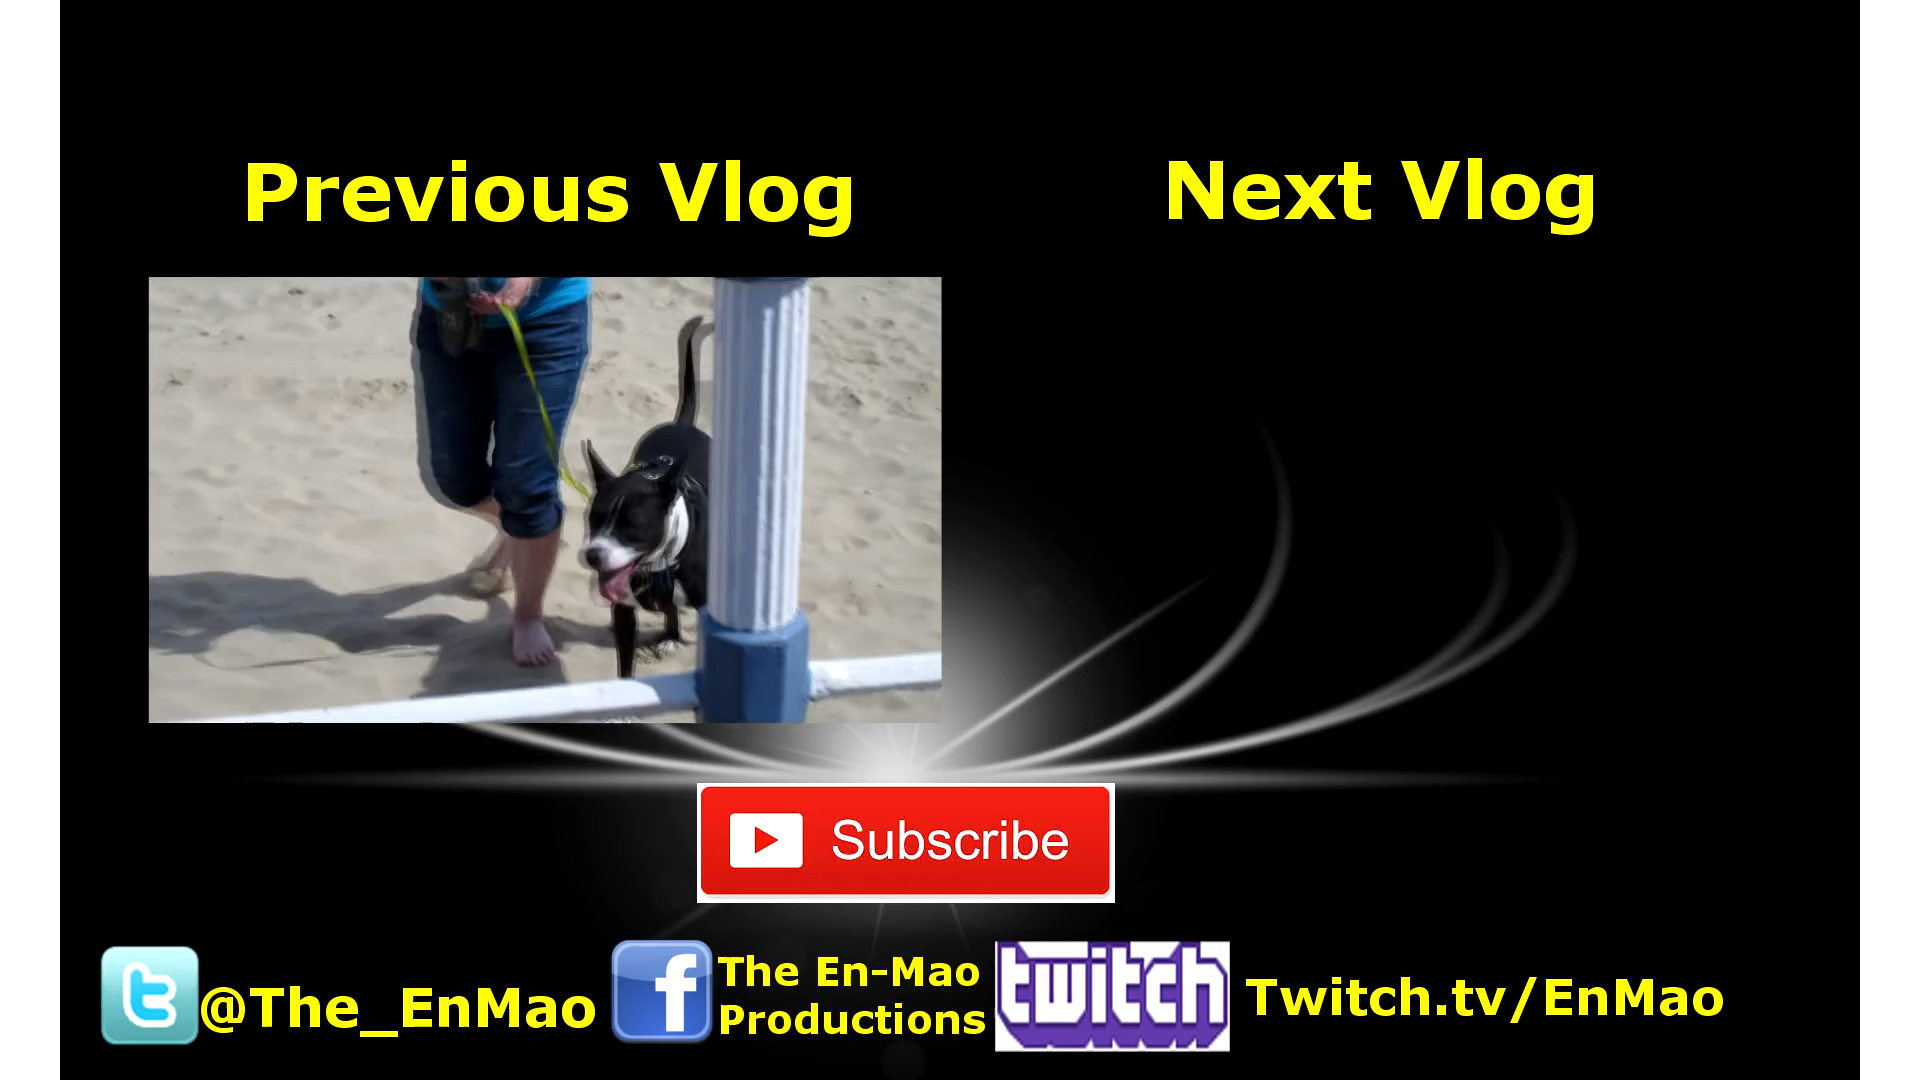 Previous Vlog
Next Vlog
Subscribe
@The_EnMao
The En-Mao
Productions
twitch
Twitch.tv/EnMao